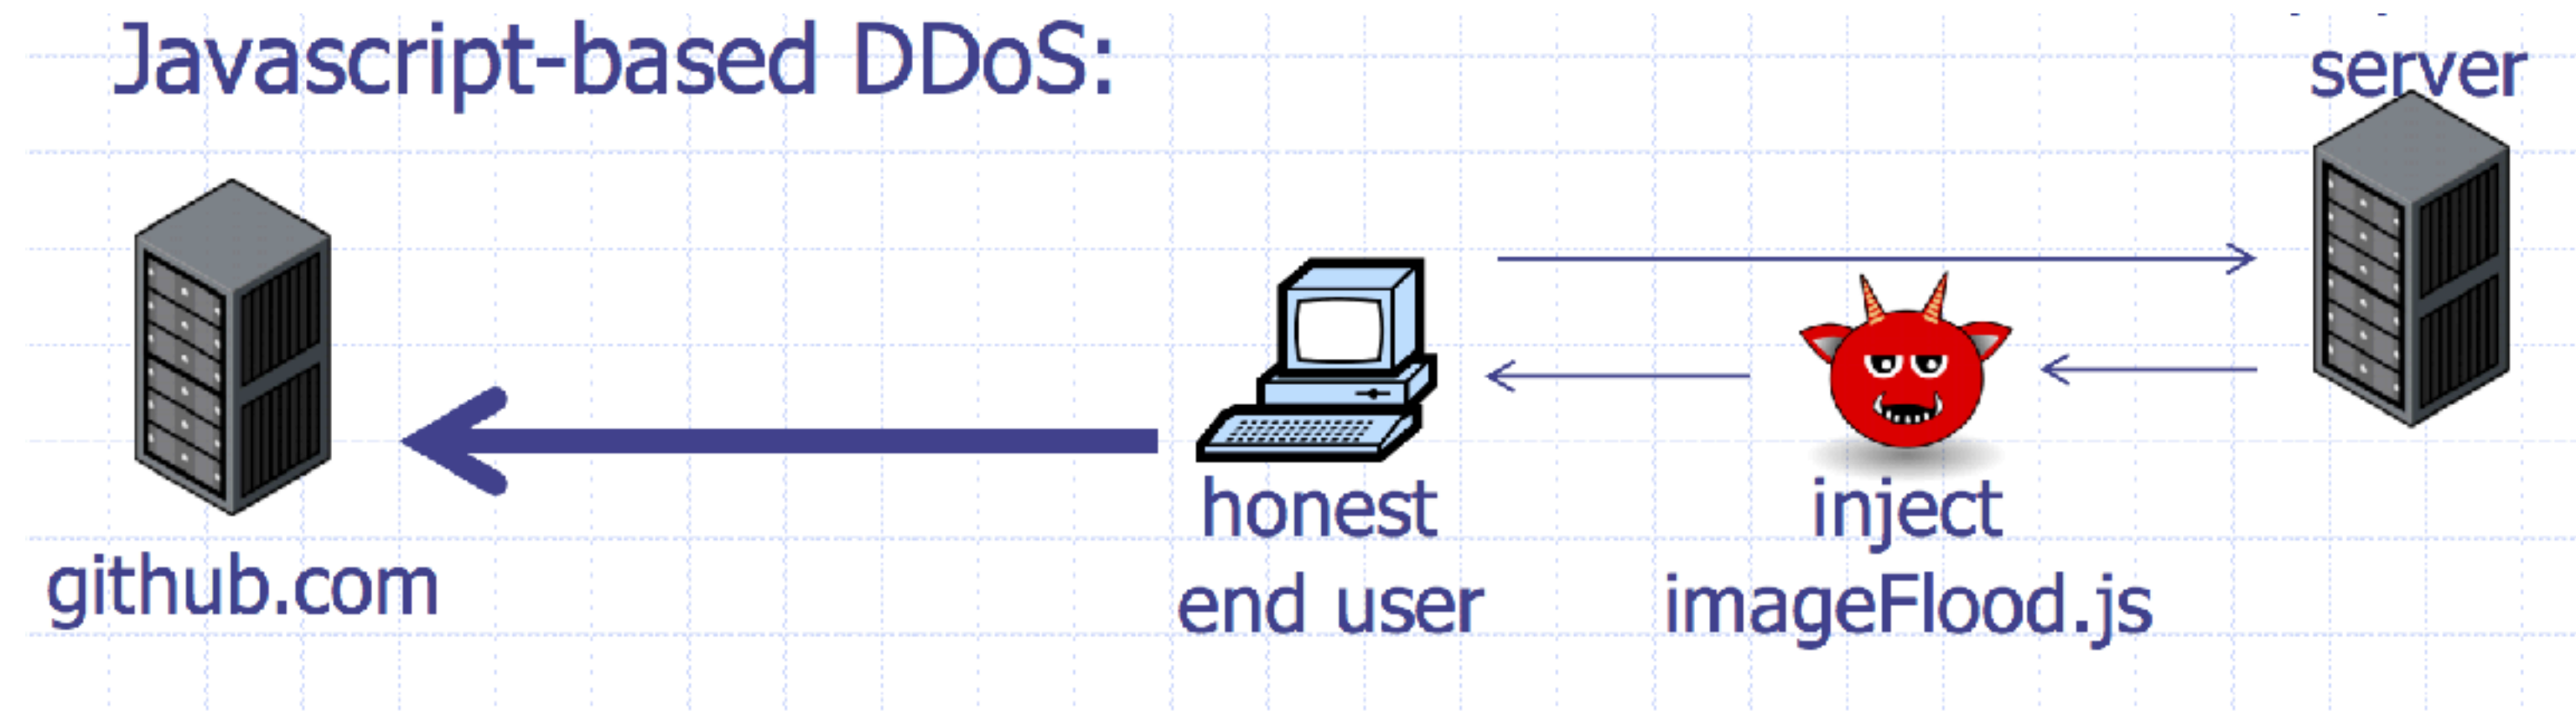 Javascript-based DDoS:
server
honest
end user
inject
imageFlood.js
github.com